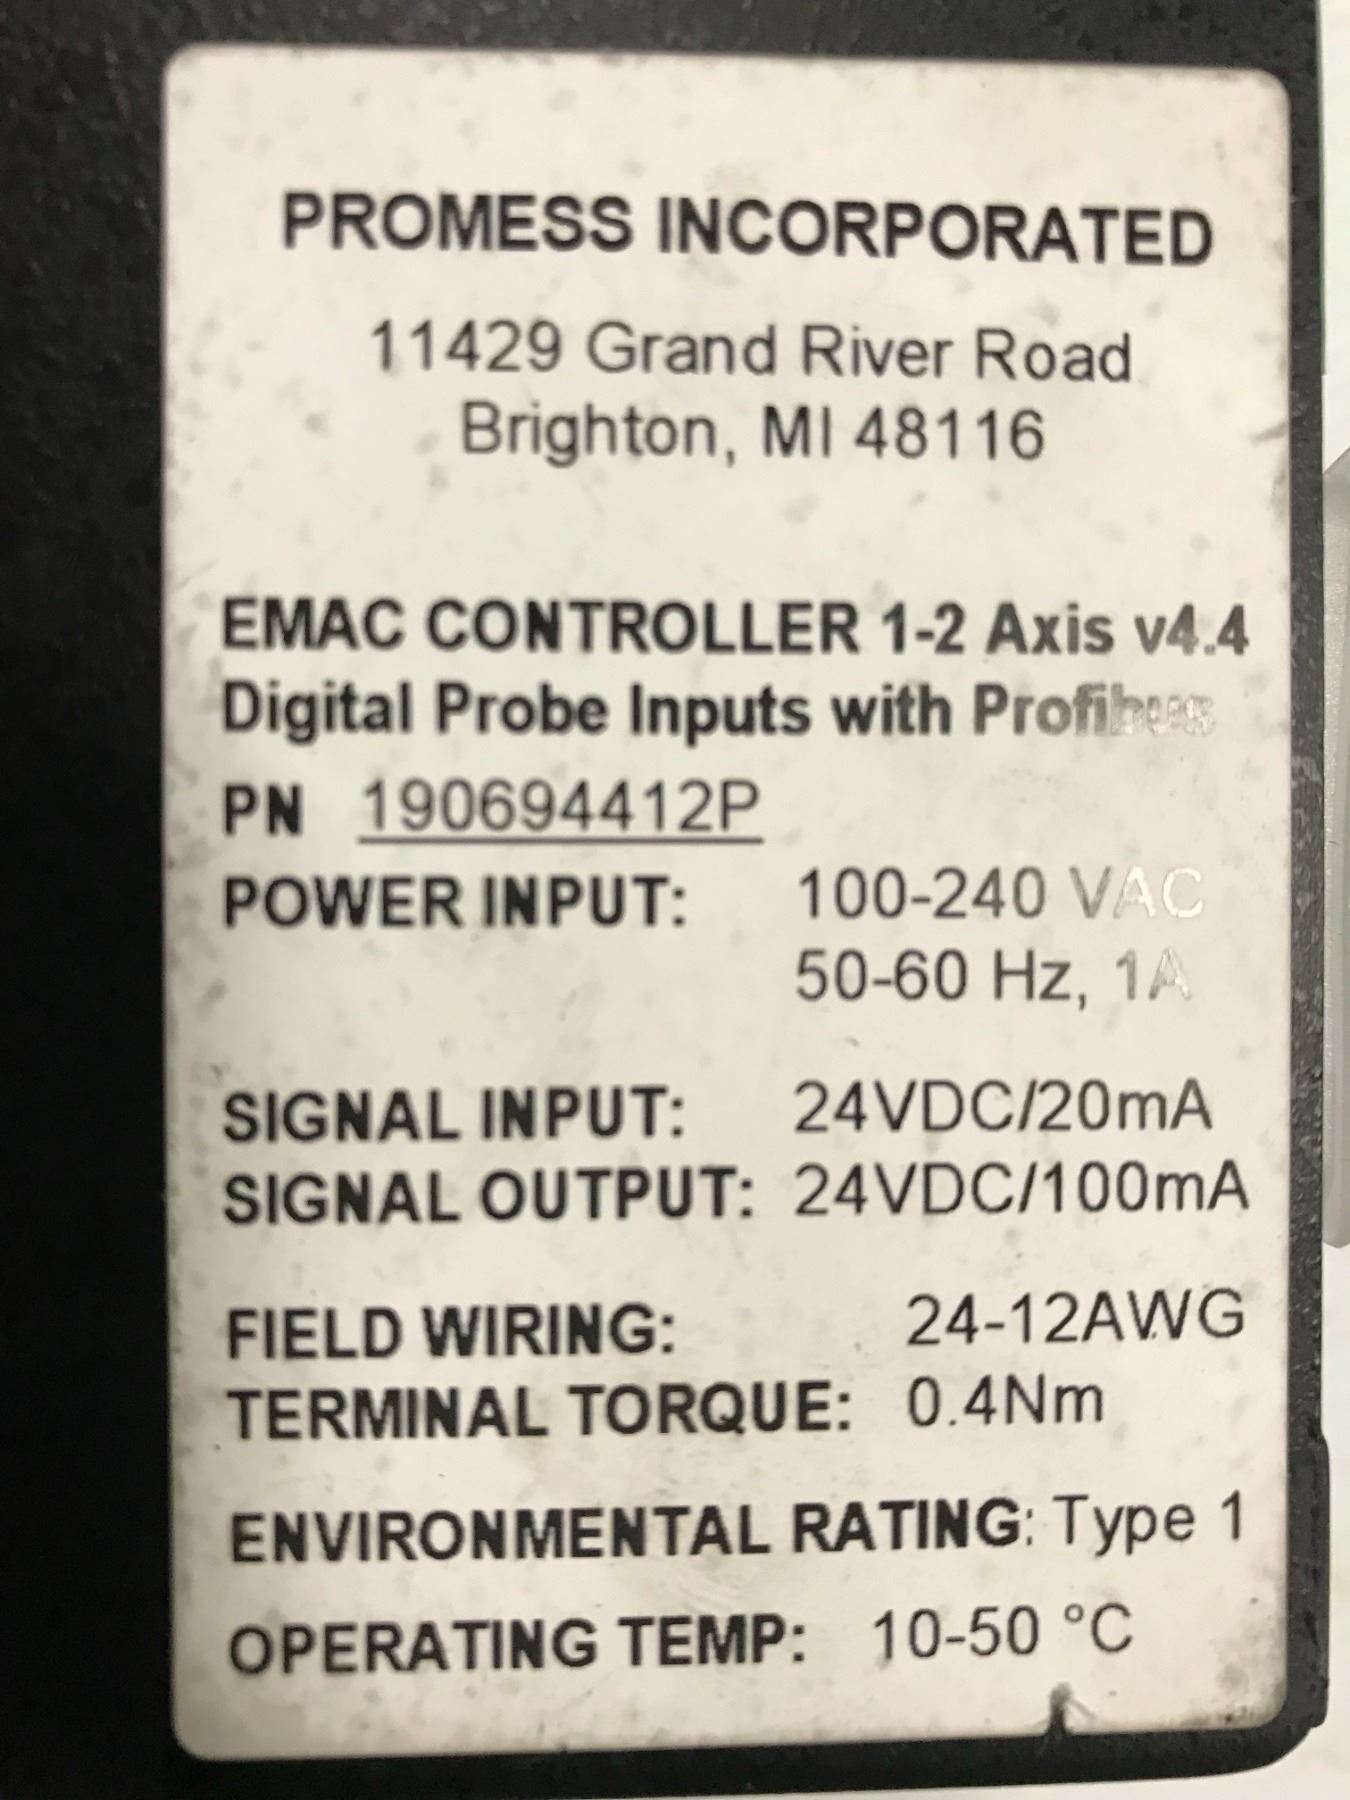 PROMESS INCORPORATED
11429 Grand River Road
Brighton, MI 48116
EMAC CONTROLLER 1-2 Axis v4.4
Digital Probe Inputs with Profibus
PN 190694412P
POWER INPUT: 100-240 VAC
50-60 Hz, 1A
SIGNAL INPUT: 24VDC/20mA
SIGNAL OUTPUT: 24VDC/100mA
FIELD WIRING: 24-12AWG
TERMINAL TORQUE: 0.4Nm
ENVIRONMENTAL RATING: Type 1
OPERATING TEMP: 10-50 °C